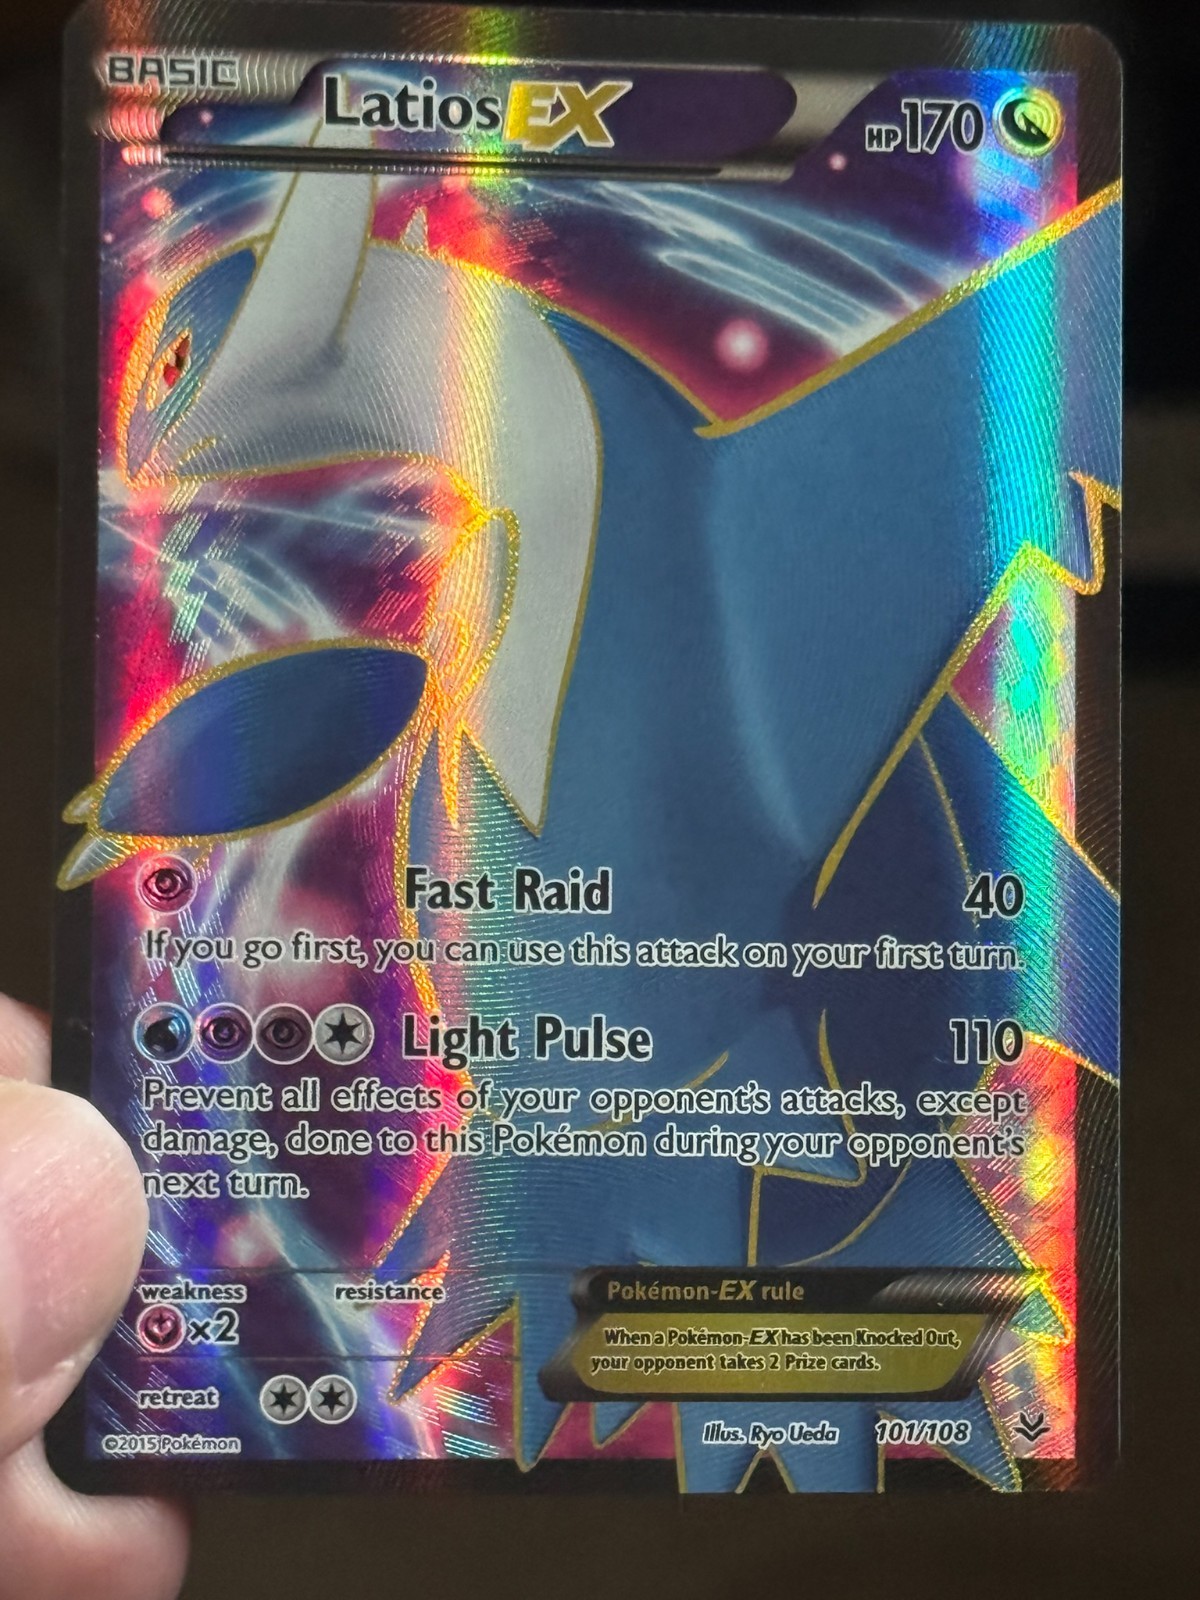 BASIC
Latios EX
HP 170
Fast Raid 40
If you go first, you can use this attack on your first turn.
Light Pulse 110
Prevent all effects of your opponent's attacks, except
damage, done to this Pokémon during your opponent's
next turn.
weakness resistance
x2
Pokémon-EX rule
When a Pokémon-EX has been Knocked Out,
your opponent takes 2 Prize cards.
retreat
©2015 Pokémon
Illus. Ryo Ueda 101/108